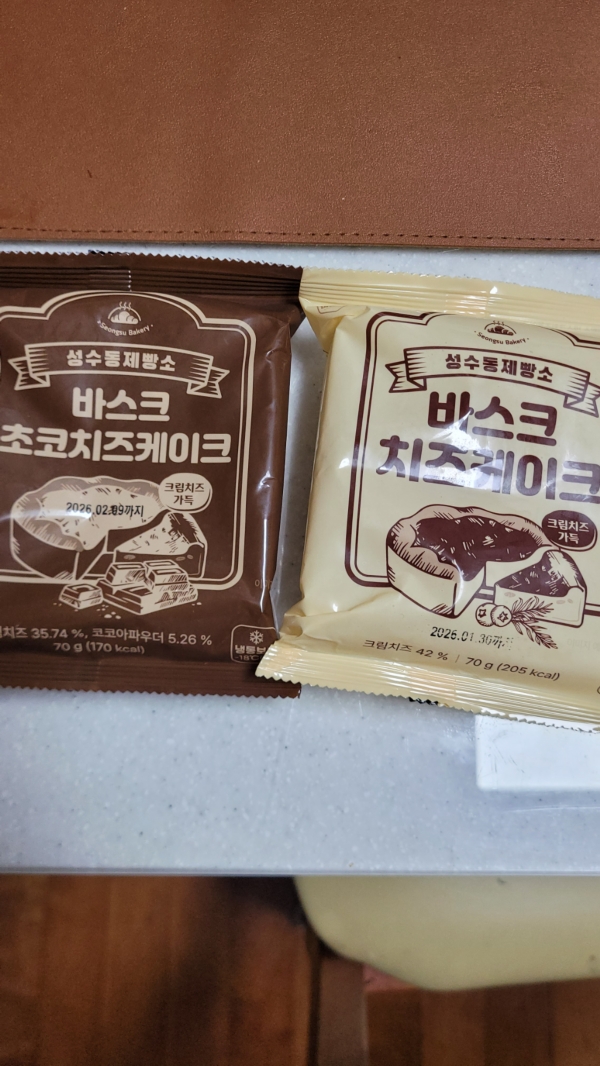 Seongsu Bakery
성수동제빵소
바스크
초코치즈케이크
크림치즈
가득
2026.02.09까지
치즈 35.74 %, 코코아파우더 5.26 %
70 g (170 kcal)
냉동보
-18℃
Seongsu Bakery
성수동제빵소
바스크
치즈케이크
크림치즈
가득
2026.01.30까지
크림치즈 42 % | 70 g (205 kcal)